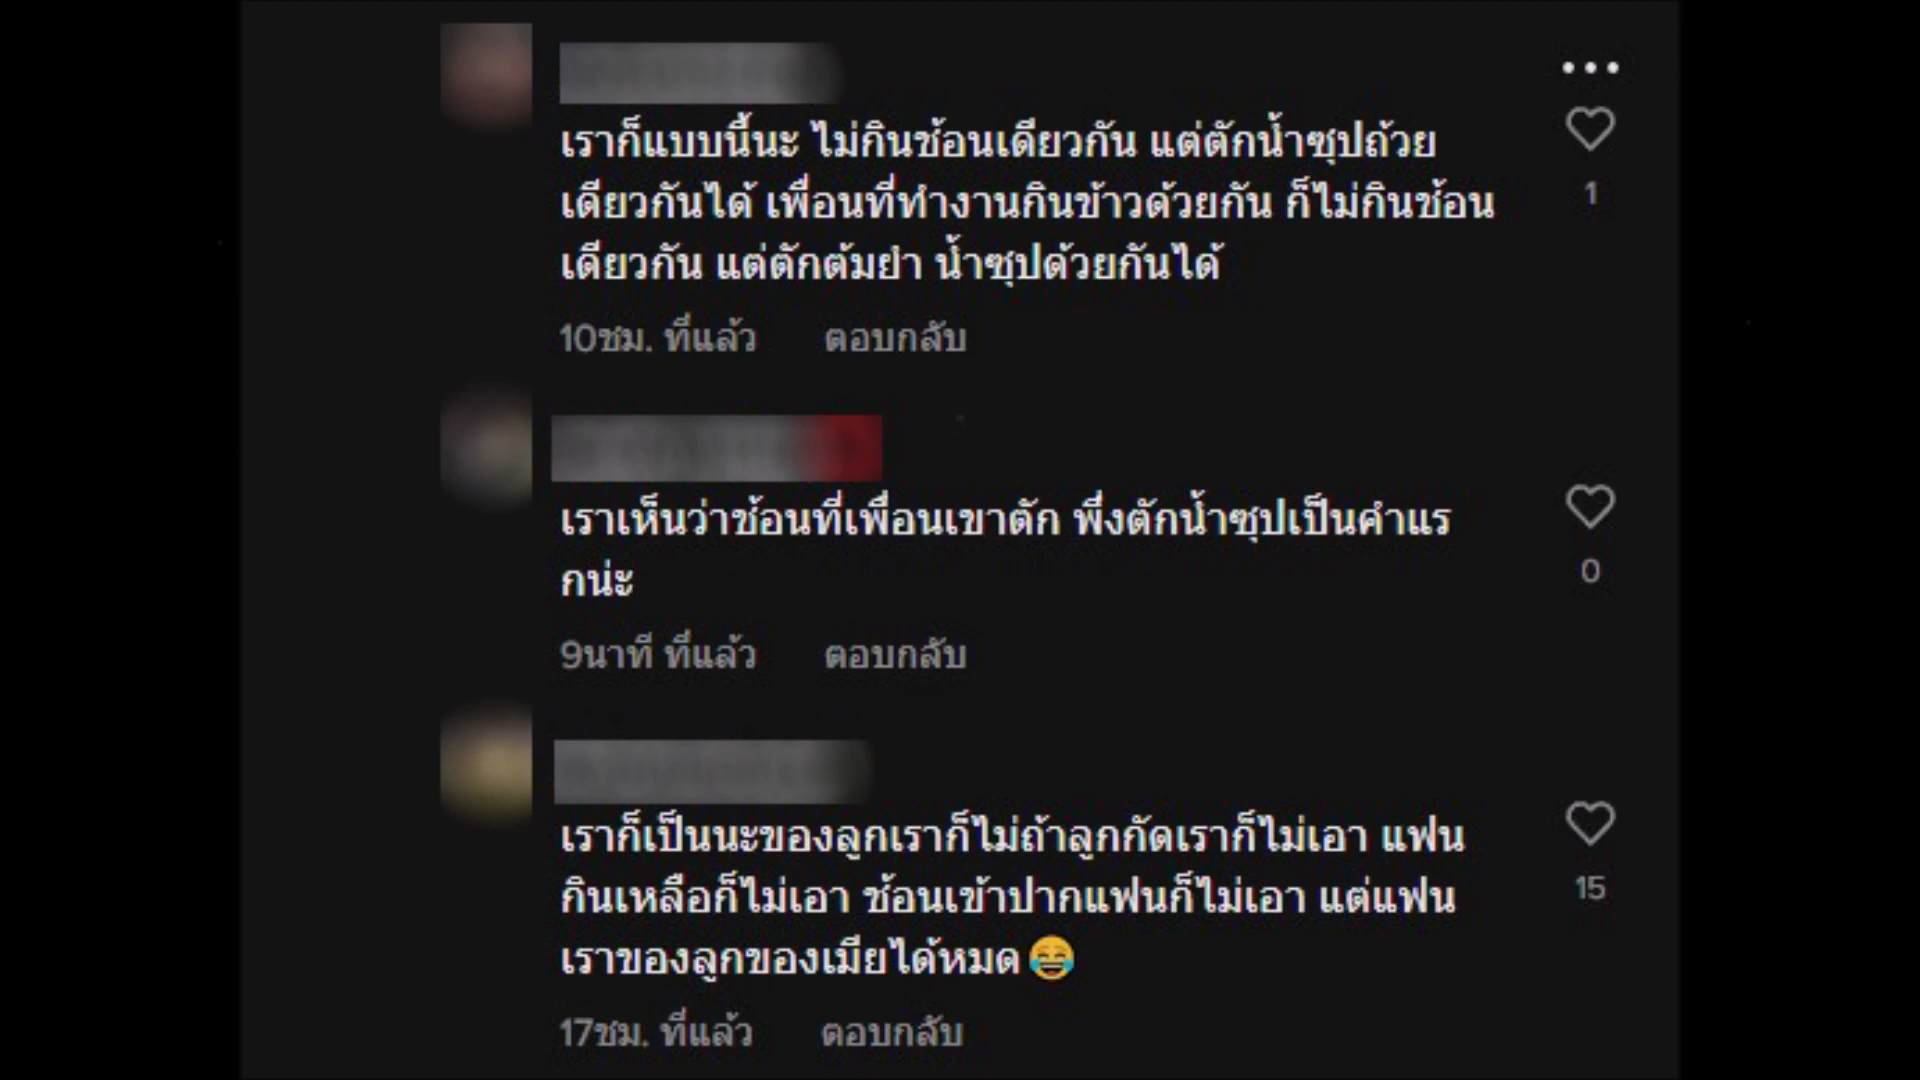 เราก็แบบนี้นะ ไม่กินช้อนเดียวกัน แต่ตักน้ำซุปถ้วย
1
เดียวกันได้ เพื่อนที่ทำงานกินข้าวด้วยกัน ก็ไม่กินช้อน
เดียวกัน แต่ตักต้มยำ น้ำซุปด้วยกันได้
10ชม. ที่แล้ว ตอบกลับ
เราเห็นว่าช้อนที่เพื่อนเขาตัก พึ่งตักน้ำซุปเป็นคำแร
กน่ะ
0
9นาที ที่แล้ว ตอบกลับ
เราก็เป็นนะของลูกเราก็ไม่ถ้าลูกกัดเราก็ไม่เอา แฟน
กินเหลือก็ไม่เอา ช้อนเข้าปากแฟนก็ไม่เอา แต่แฟน
15
เราของลูกของเมียได้หมด😂
17ชม. ที่แล้ว ตอบกลับ